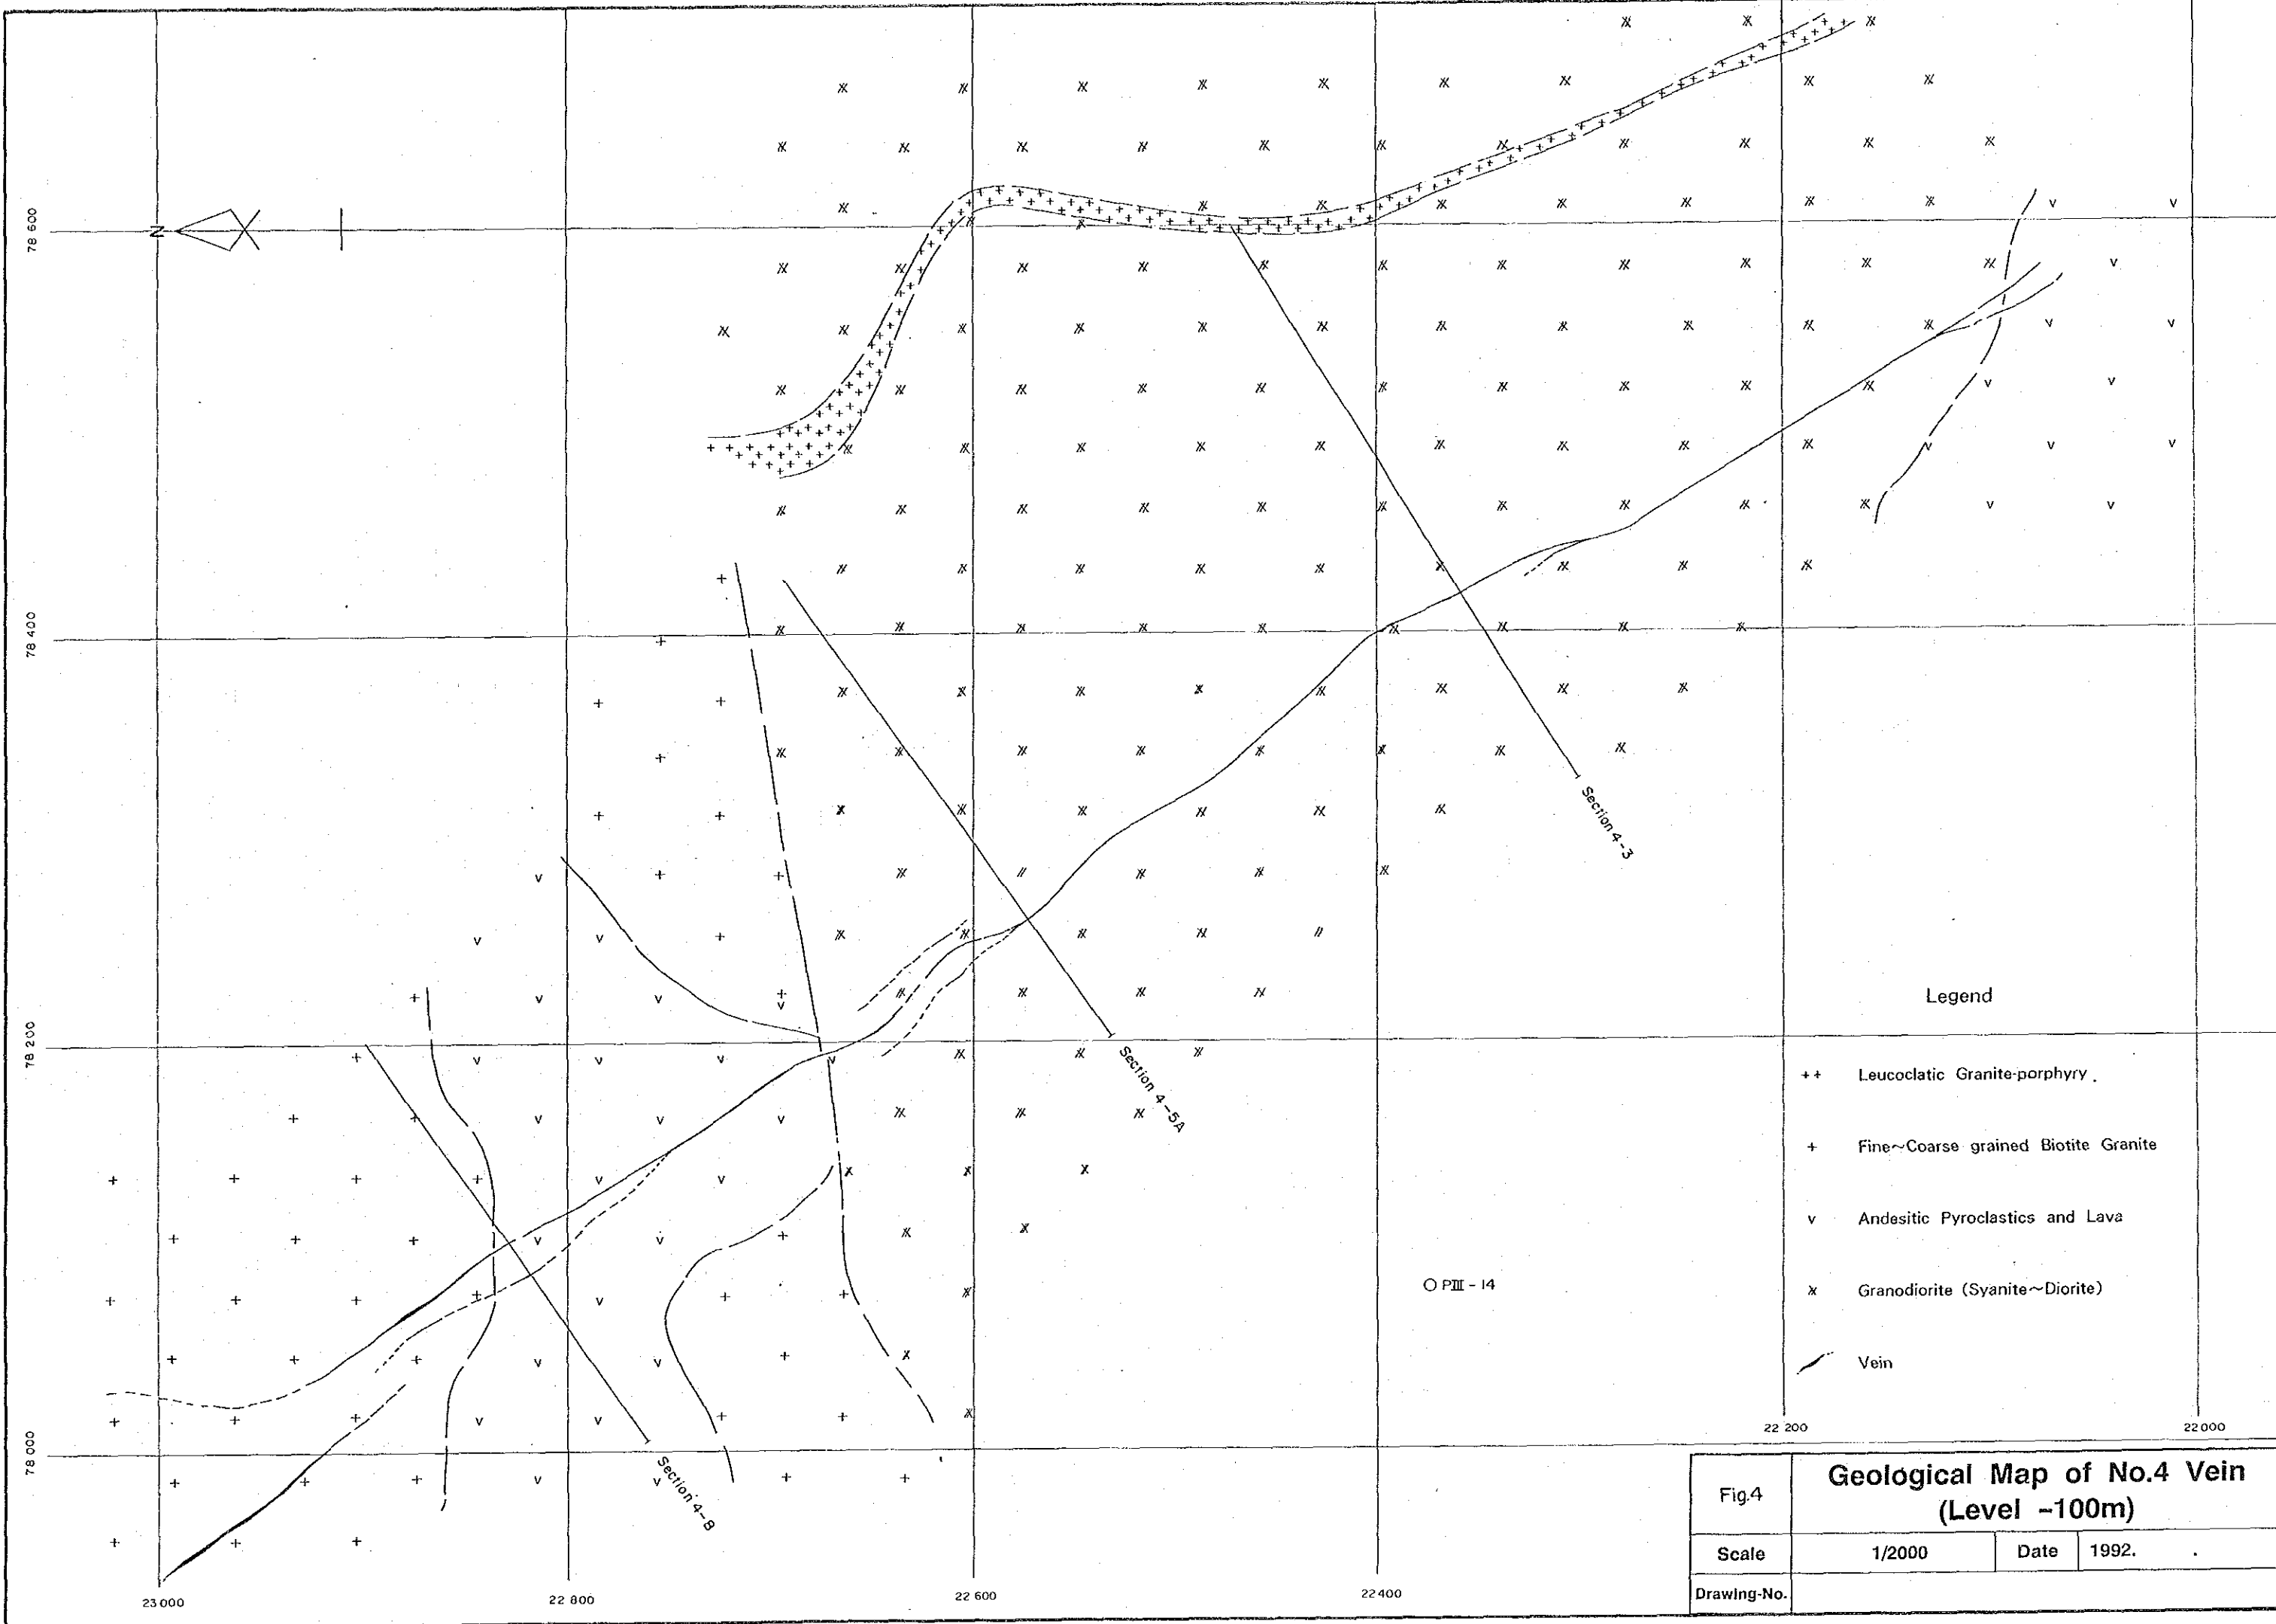 N
78 600
78 400
78 200
78 000
Section 4-3
Section 4-5A
Section 4-8
O PIII - 14
Legend
++ Leucoclatic Granite-porphyry .
+ Fine~Coarse grained Biotite Granite
v Andesitic Pyroclastics and Lava
x Granodiorite (Syanite~Diorite)
Vein
23 000
22 800
22 600
22 400
22 200
22 000
Fig.4
Geological Map of No.4 Vein
(Level -100m)
Scale 1/2000 Date 1992. .
Drawing-No.